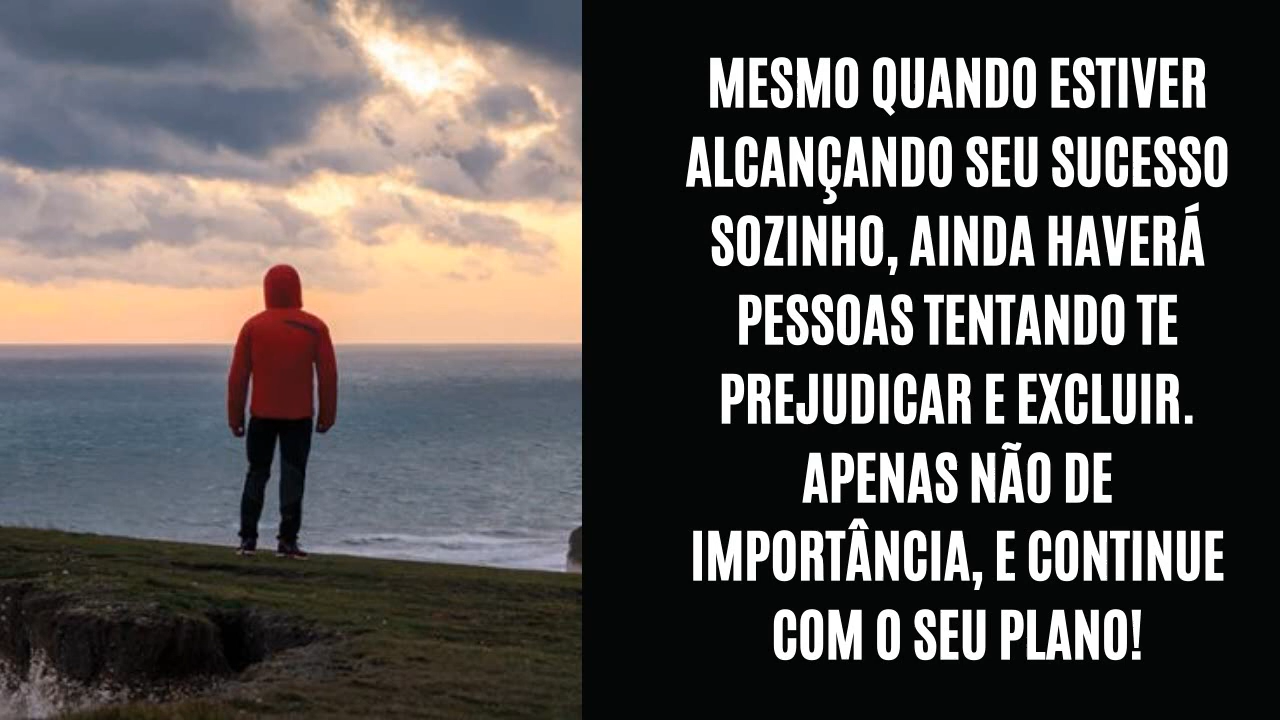 MESMO QUANDO ESTIVER
ALCANÇANDO SEU SUCESSO
SOZINHO, AINDA HAVERÁ
PESSOAS TENTANDO TE
PREJUDICAR E EXCLUIR.
APENAS NÃO DE
IMPORTÂNCIA, E CONTINUE
COM O SEU PLANO!